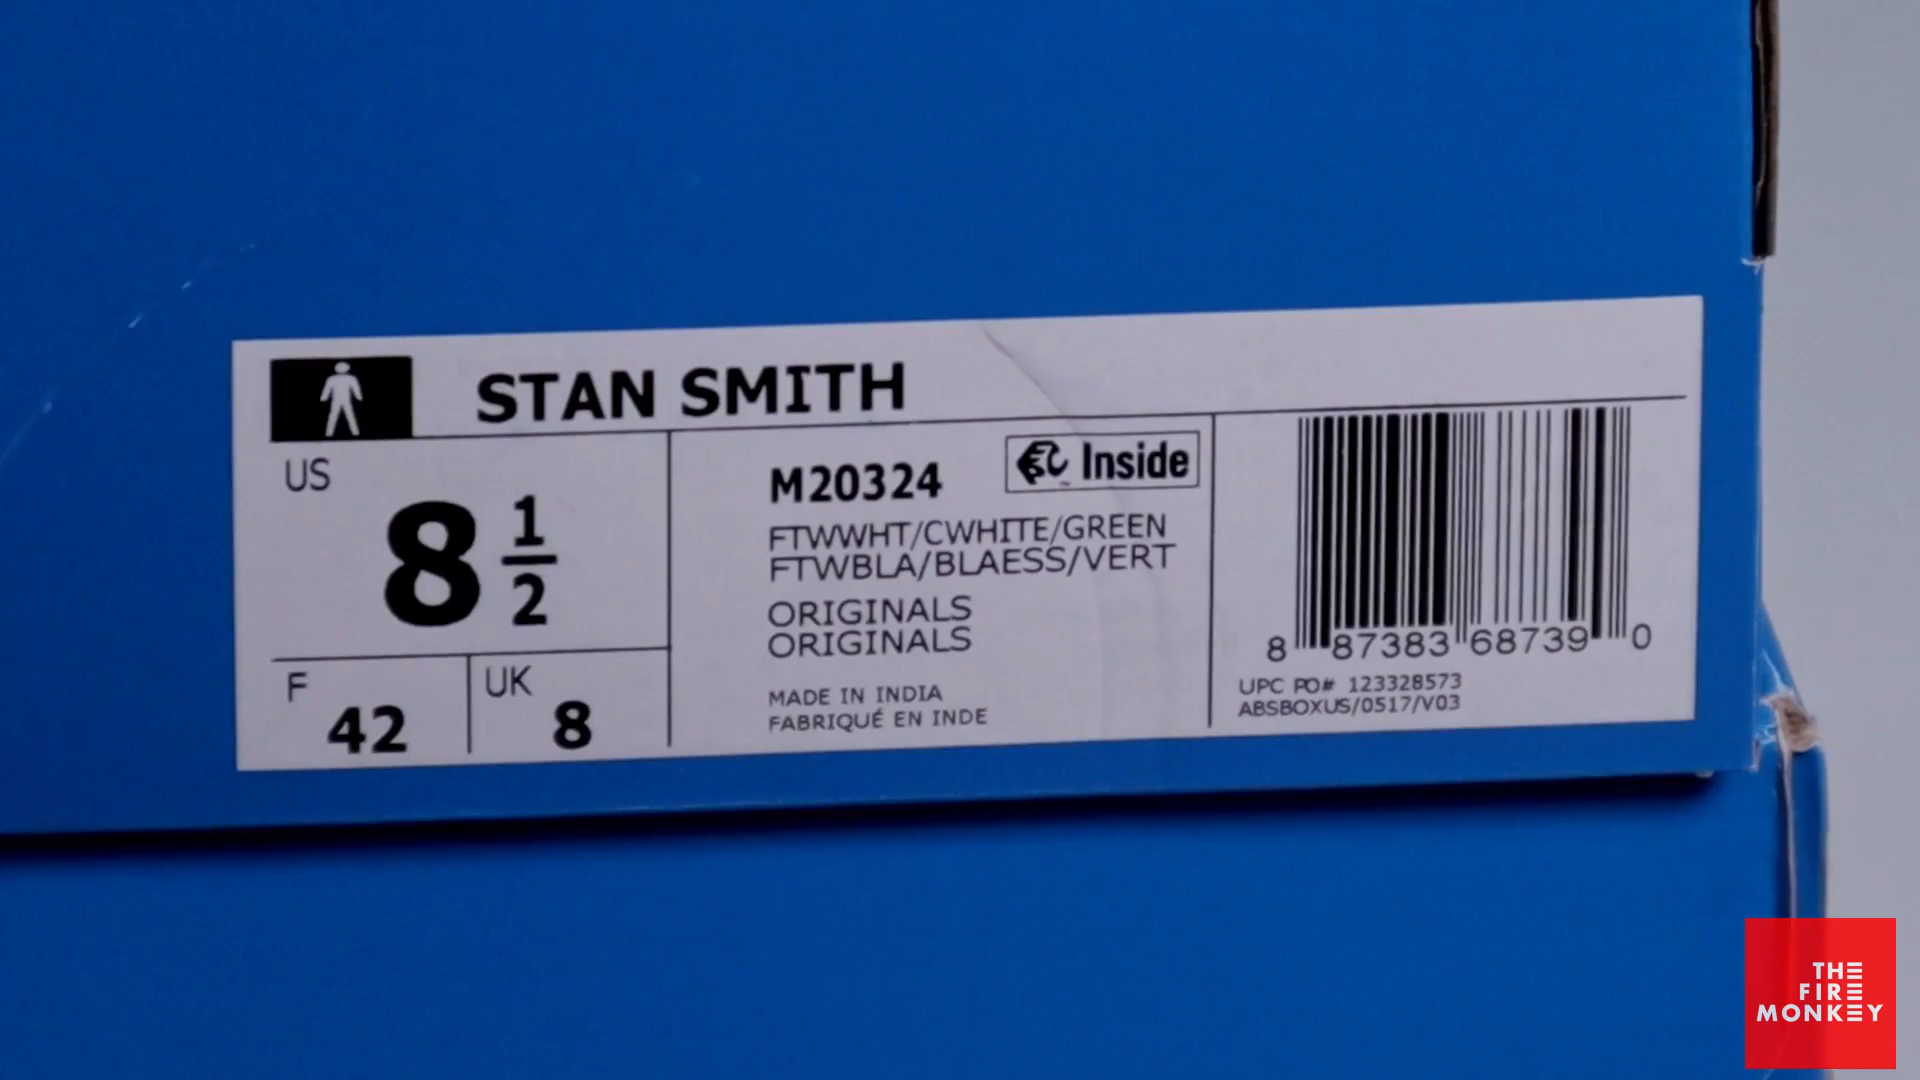 STAN SMITH
US
8 1/2
F
42
UK
8
M20324
Inside
FTWWHT/CWHITE/GREEN
FTWBLA/BLAESS/VERT
ORIGINALS
ORIGINALS
MADE IN INDIA
FABRIQUÉ EN INDE
8 87383 68739 0
UPC PO# 123328573
ABSBOXUS/0517/V03
THE
FIRE
MONKEY